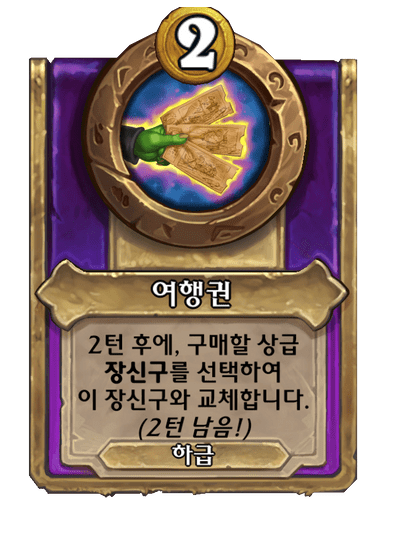 2
여행권
2턴 후에, 구매할 상급
장신구를 선택하여
이 장신구와 교체합니다.
(2턴 남음!)
하급